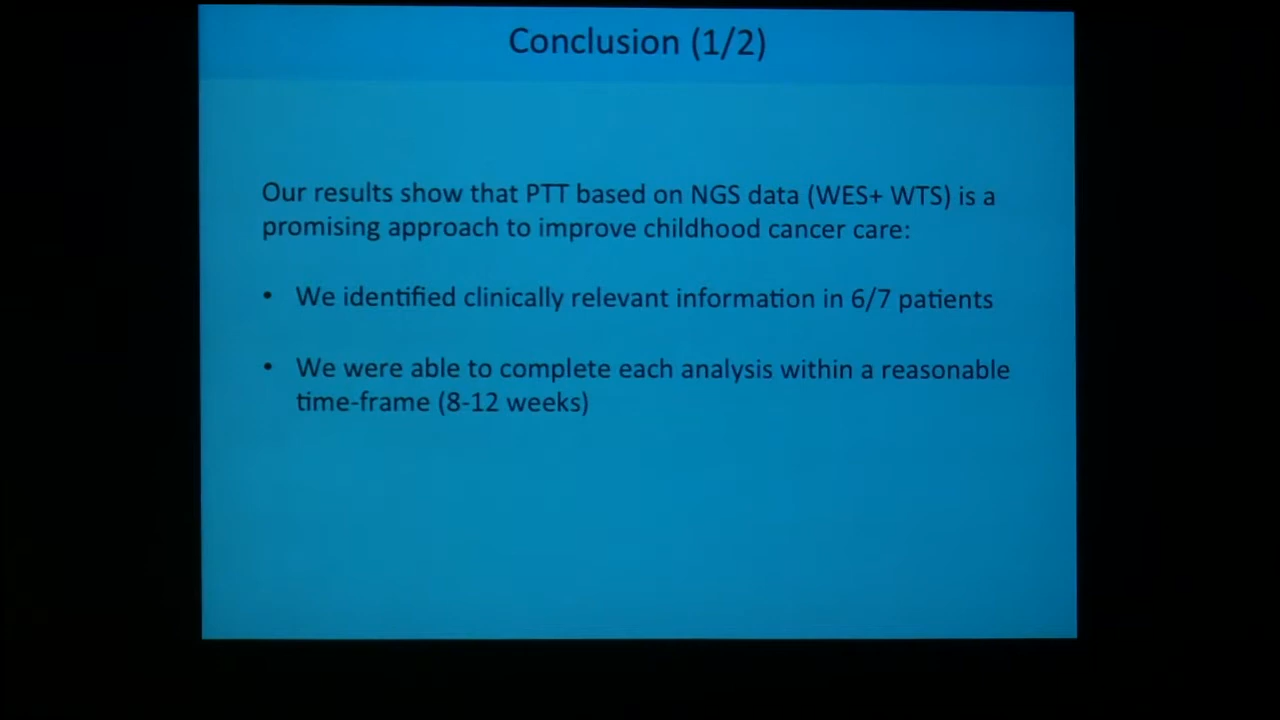 Conclusion (1/2)
Our results show that PTT based on NGS data (WES+ WTS) is a
promising approach to improve childhood cancer care:
• We identified clinically relevant information in 6/7 patients
• We were able to complete each analysis within a reasonable
time-frame (8-12 weeks)